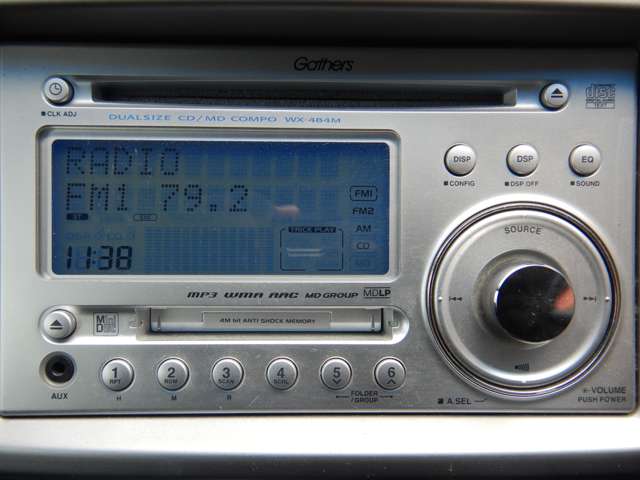 Gathers
CLK ADJ
DUALSIZE CD/MD COMPO WX-484M
disc
RADIO
FM1 79.2
ST
11:38
FM1
FM2
AM
CD
MD
TRICK PLAY
DISP
CONFIG
DSP
DSP OFF
EQ
SOUND
SOURCE
MP3 WMA AAC MD GROUP MDLP
4M bit ANTI SHOCK MEMORY
AUX
1 RPT
2 RDM
3 SCAN
4 SCRL
5
6
H
M
R
FOLDER
/GROUP
A.SEL
VOLUME
PUSH POWER